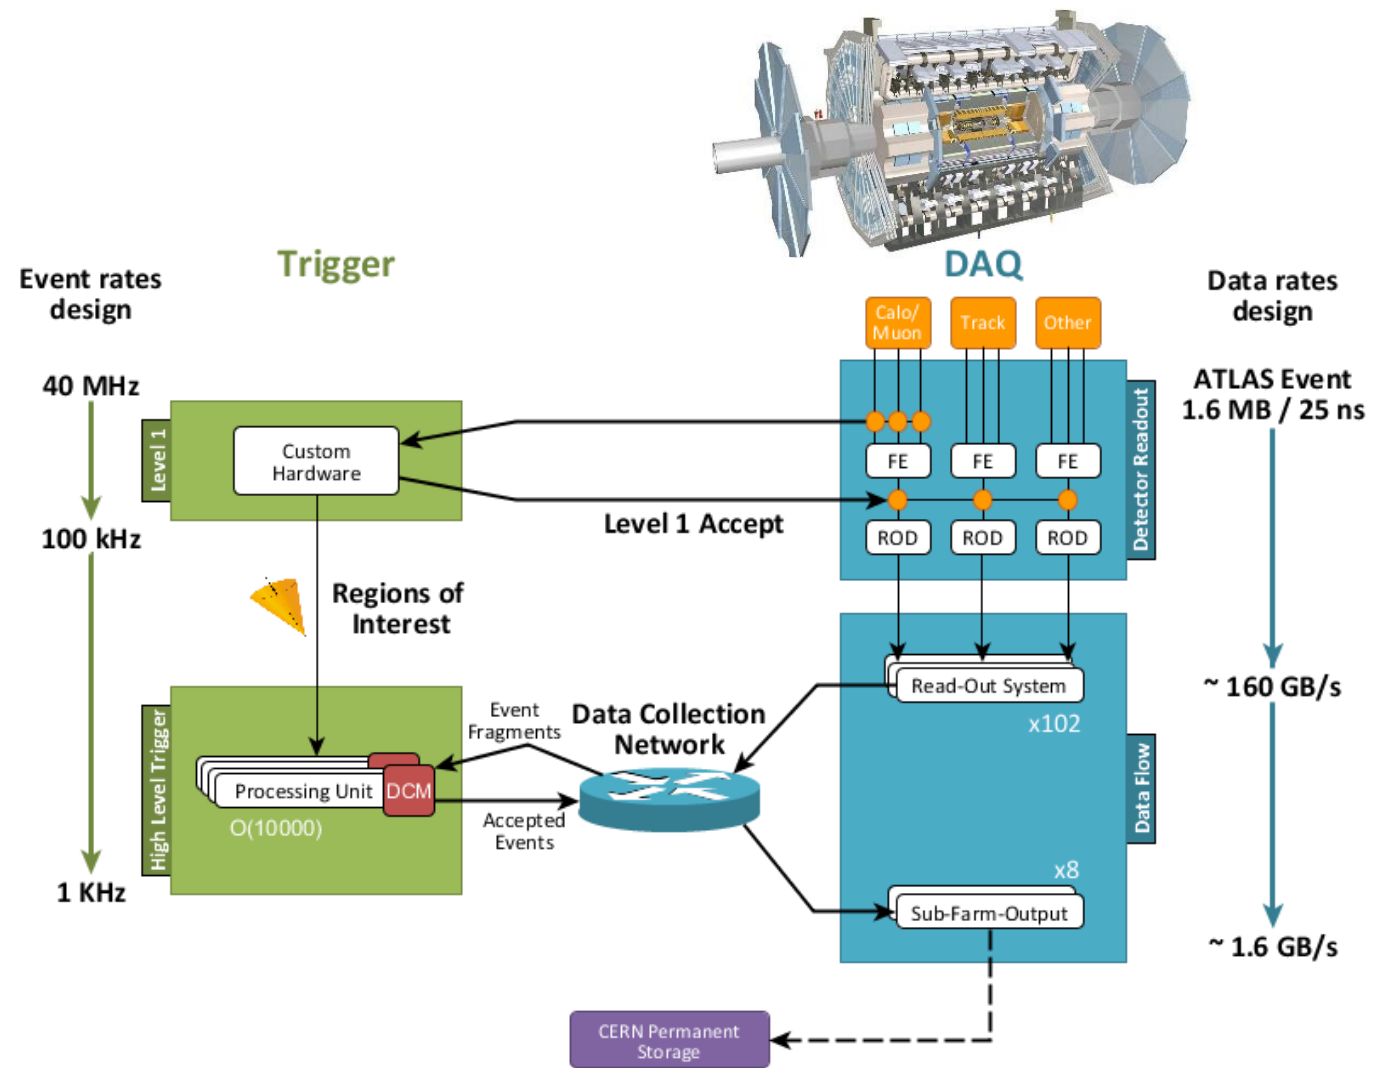 Trigger
DAQ
Event rates
design
Data rates
design
Calo/
Muon
Track
Other
40 MHz
ATLAS Event
1.6 MB / 25 ns
Level 1
Custom
Hardware
FE
FE
FE
Detector Readout
Level 1 Accept
100 kHz
ROD
ROD
ROD
Regions of
Interest
Read-Out System
~ 160 GB/s
x102
Event
Fragments
Data Collection
Network
High Level Trigger
Processing Unit
DCM
O(10000)
Accepted
Events
Data Flow
1 KHz
x8
Sub-Farm-Output
~ 1.6 GB/s
CERN Permanent
Storage